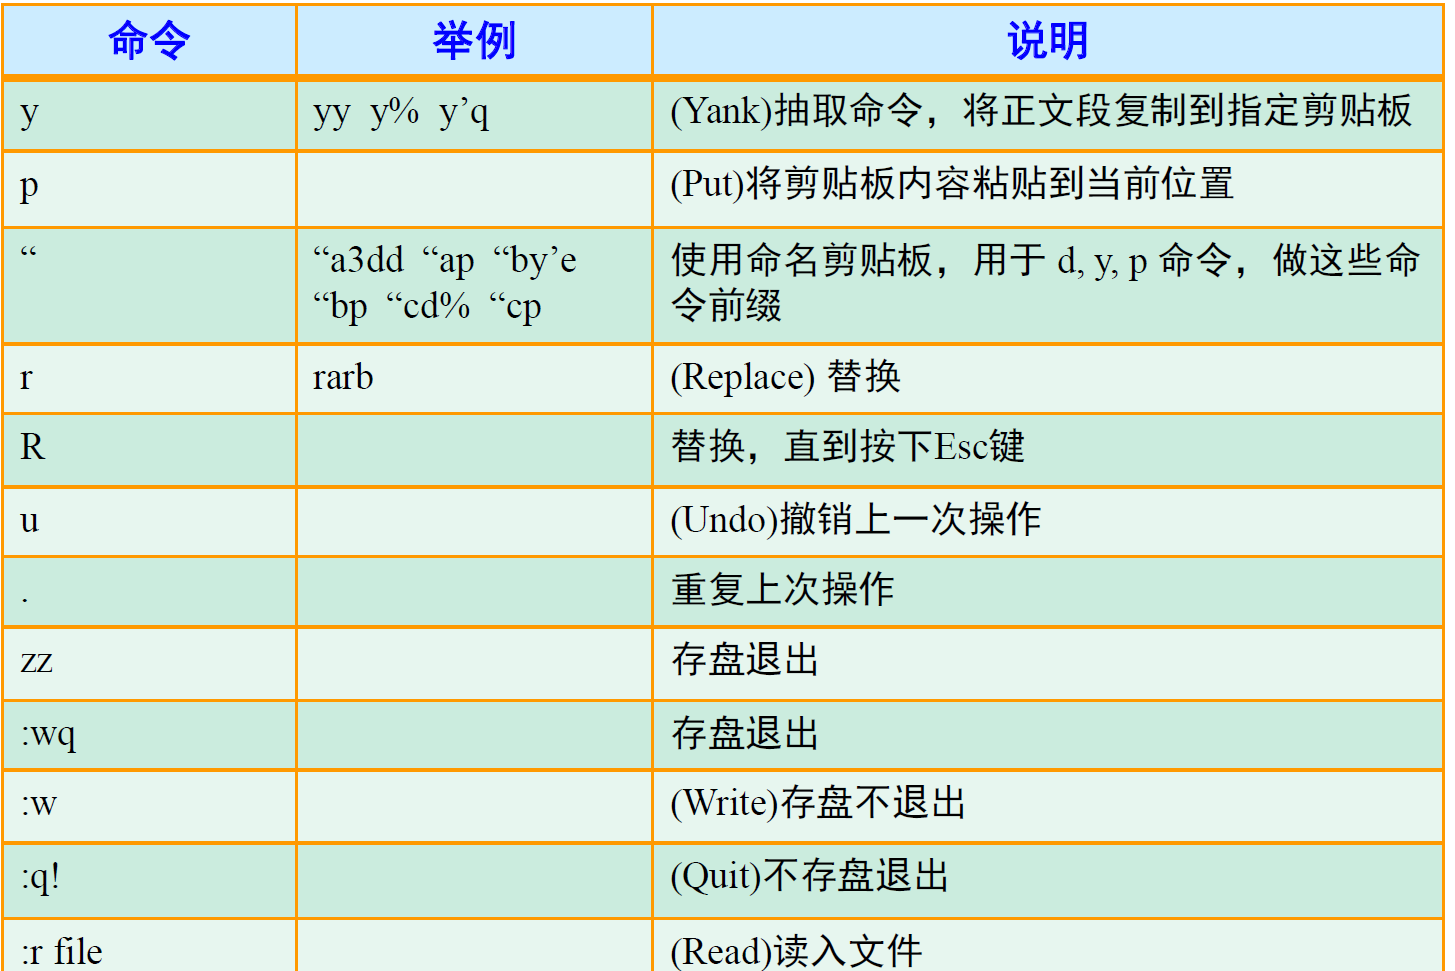 命令 举例 说明
y yy y% y’q (Yank)抽取命令，将正文段复制到指定剪贴板
p (Put)将剪贴板内容粘贴到当前位置
“ “a3dd “ap “by’e 使用命名剪贴板，用于 d, y, p 命令，做这些命
“bp “cd% “cp 令前缀
r rarb (Replace) 替换
R 替换，直到按下Esc键
u (Undo)撤销上一次操作
. 重复上次操作
zz 存盘退出
:wq 存盘退出
:w (Write)存盘不退出
:q! (Quit)不存盘退出
:r file (Read)读入文件